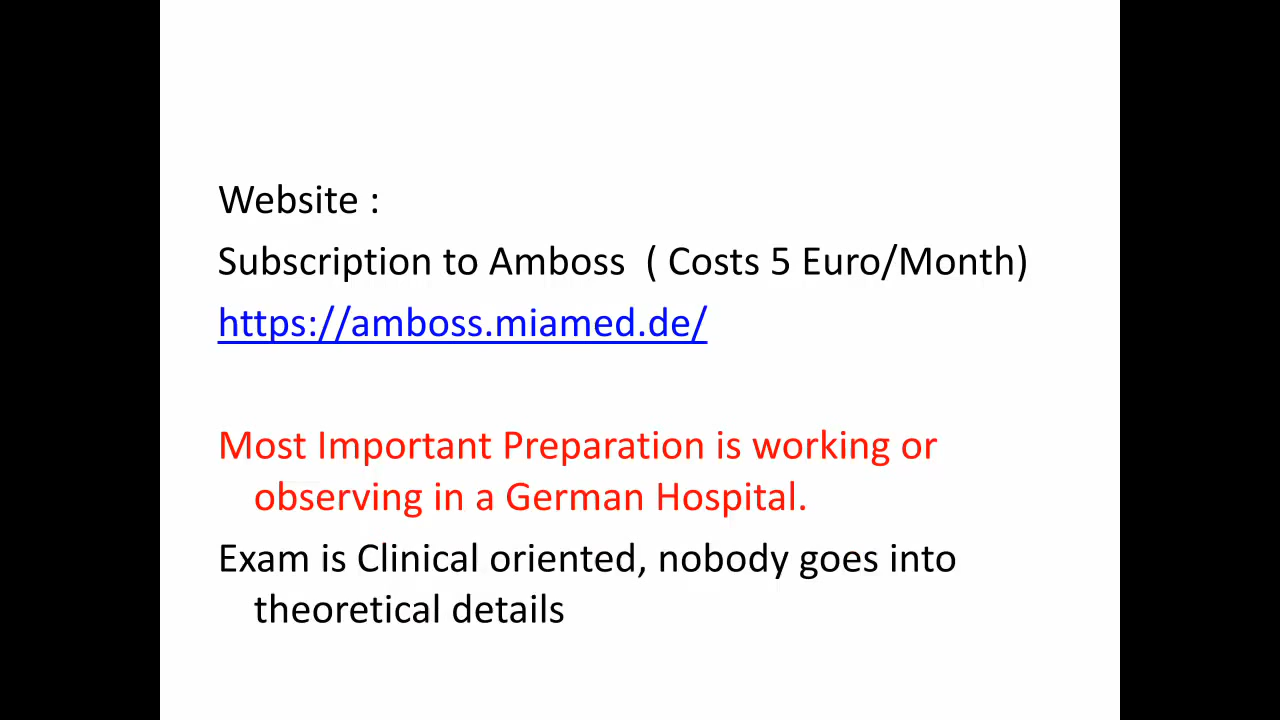 Website :
Subscription to Amboss  ( Costs 5 Euro/Month)
https://amboss.miamed.de/
Most Important Preparation is working or
observing in a German Hospital.
Exam is Clinical oriented, nobody goes into
theoretical details